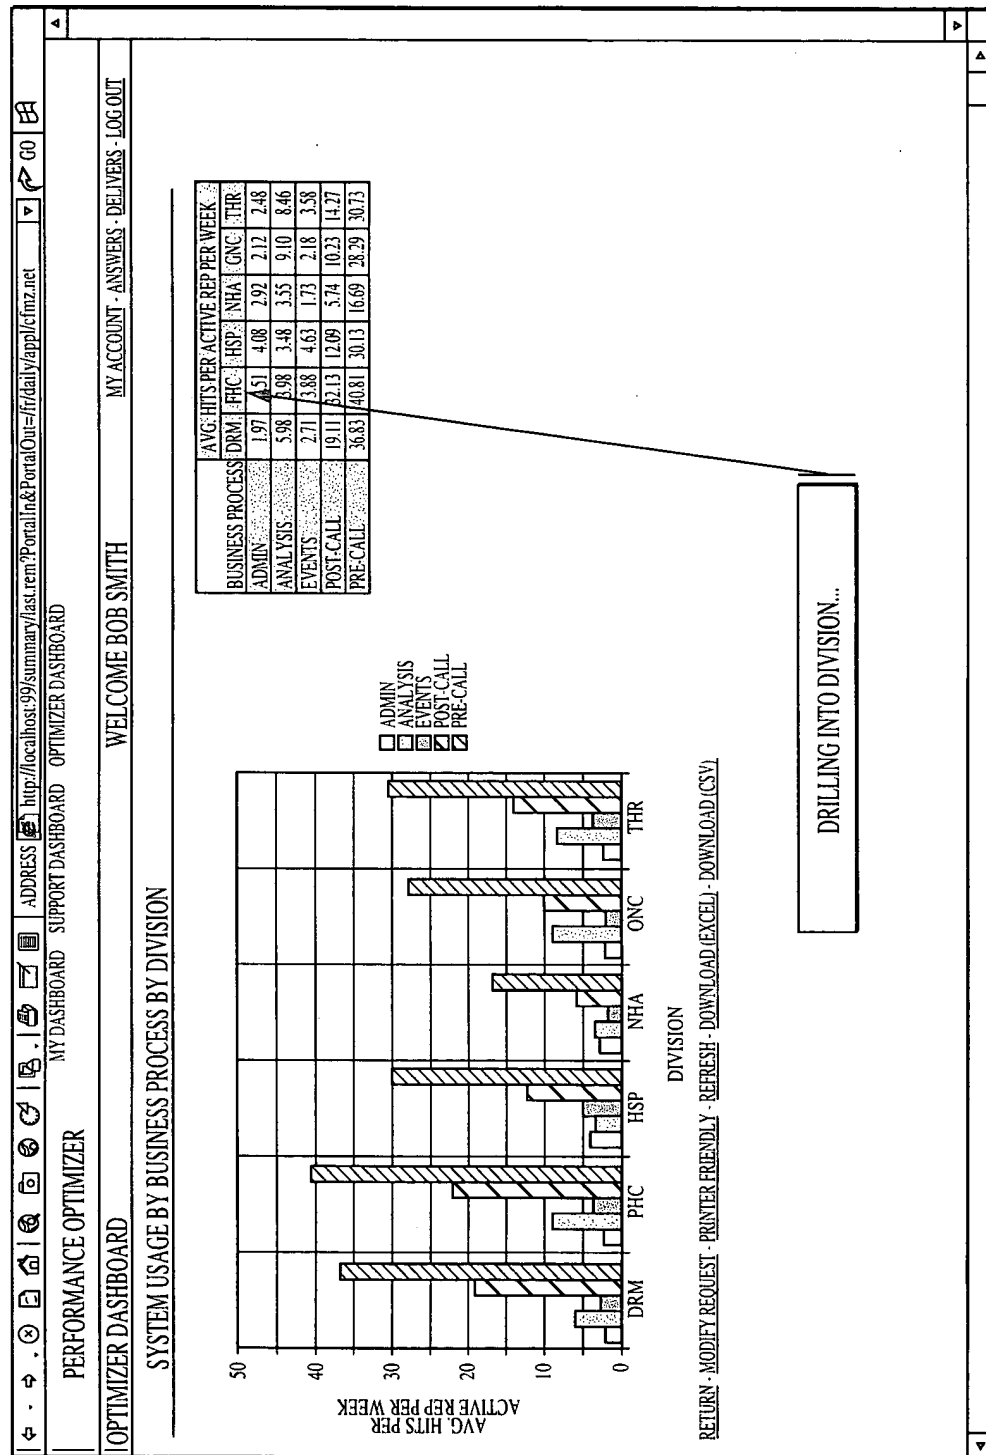 ADDRESS http://localhost:99/summary/last.rem?PortalIn&PortalOut=/fr/daily/appl/cfmz.net GO
MY DASHBOARD SUPPORT DASHBOARD OPTIMIZER DASHBOARD
PERFORMANCE OPTIMIZER
OPTIMIZER DASHBOARD WELCOME BOB SMITH MY ACCOUNT - ANSWERS - DELIVERS - LOG OUT
SYSTEM USAGE BY BUSINESS PROCESS BY DIVISION
AVG. HITS PER ACTIVE REP PER WEEK
BUSINESS PROCESS DRM FHC HSP NHA GNC THR
ADMIN 1.97 .51 4.08 2.92 2.12 2.48
ANALYSIS 5.98 3.98 3.48 3.55 9.10 8.46
EVENTS 2.71 3.88 4.63 1.73 2.18 3.58
POST-CALL 19.11 32.13 12.09 5.74 10.23 14.27
PRE-CALL 36.83 40.81 30.13 16.69 28.29 30.73
AVG. HITS PER
ACTIVE REP PER WEEK
50
40
30
20
10
0
DRM PHC HSP NHA ONC THR
DIVISION
ADMIN
ANALYSIS
EVENTS
POST-CALL
PRE-CALL
RETURN - MODIFY REQUEST - PRINTER FRIENDLY - REFRESH - DOWNLOAD (EXCEL) - DOWNLOAD (CSV)
DRILLING INTO DIVISION...